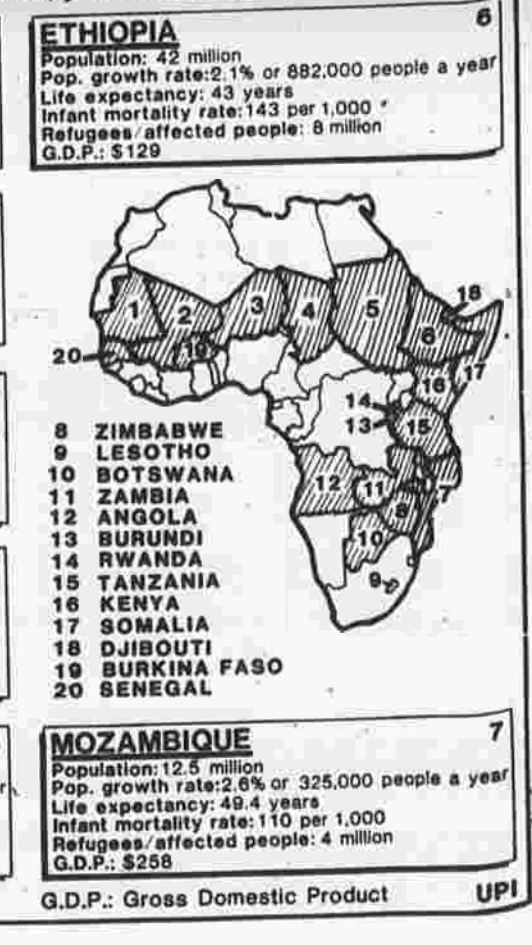 ETHIOPIA 6
Population: 42 million
Pop. growth rate:2.1% or 882,000 people a year
Life expectancy: 43 years
Infant mortality rate:143 per 1,000 *
Refugees/affected people: 8 million
G.D.P.: $129
1
2
3
4
5
18
6
20
19
16
17
14
13
15
12
11
7
8
10
9
8 ZIMBABWE
9 LESOTHO
10 BOTSWANA
11 ZAMBIA
12 ANGOLA
13 BURUNDI
14 RWANDA
15 TANZANIA
16 KENYA
17 SOMALIA
18 DJIBOUTI
19 BURKINA FASO
20 SENEGAL
MOZAMBIQUE 7
Population:12.5 million
Pop. growth rate:2.6% or 325,000 people a year
Life expectancy: 49.4 years
Infant mortality rate: 110 per 1,000
Refugees/affected people: 4 million
G.D.P.: $258
G.D.P.: Gross Domestic Product UPI